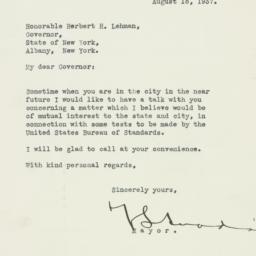 August 18, 1937.
Honorable Herbert H. Lehman,
Governor,
State of New York,
Albany, New York.
My dear Governor:
Sometime when you are in the city in the near
future I would like to have a talk with you
concerning a matter which I believe would be
of mutual interest to the state and city, in
connection with some tests to be made by the
United States Bureau of Standards.
I will be glad to call at your convenience.
With kind personal regards,
Sincerely yours,
Mayor.